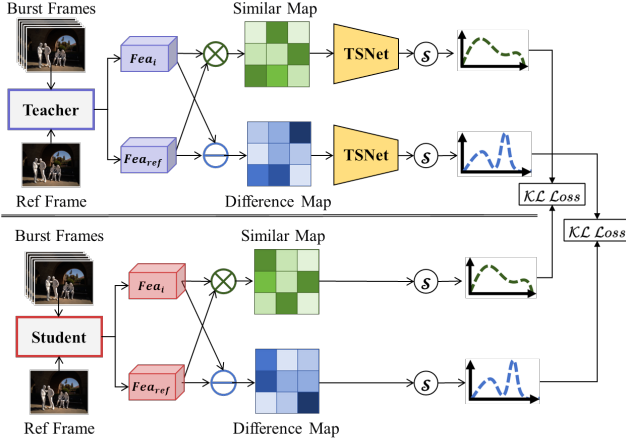 Burst Frames
Similar Map
Fea_i
TSNet
S
Teacher
Fea_ref
TSNet
S
Ref Frame
Difference Map
KL Loss
KL Loss
Burst Frames
Similar Map
Fea_i
S
Student
Fea_ref
S
Ref Frame
Difference Map